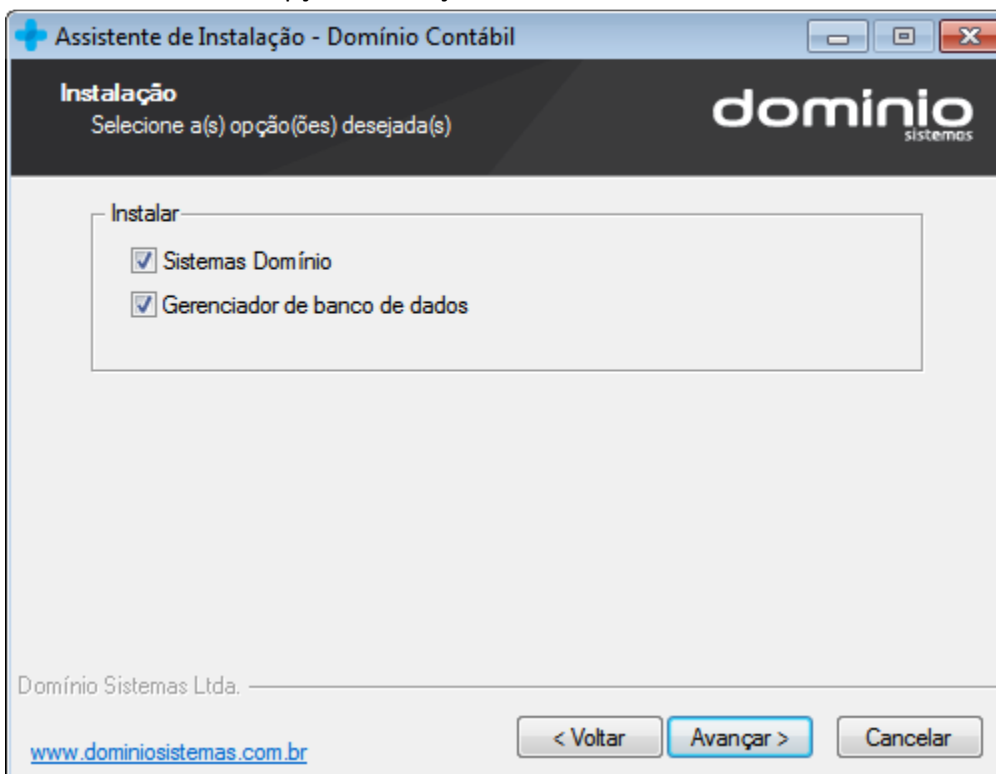 Assistente de Instalação - Domínio Contábil
Instalação
Selecione a(s) opção(ões) desejada(s)
domínio
sistemas
Instalar
Sistemas Domínio
Gerenciador de banco de dados
Domínio Sistemas Ltda.
www.dominiosistemas.com.br
< Voltar
Avançar >
Cancelar